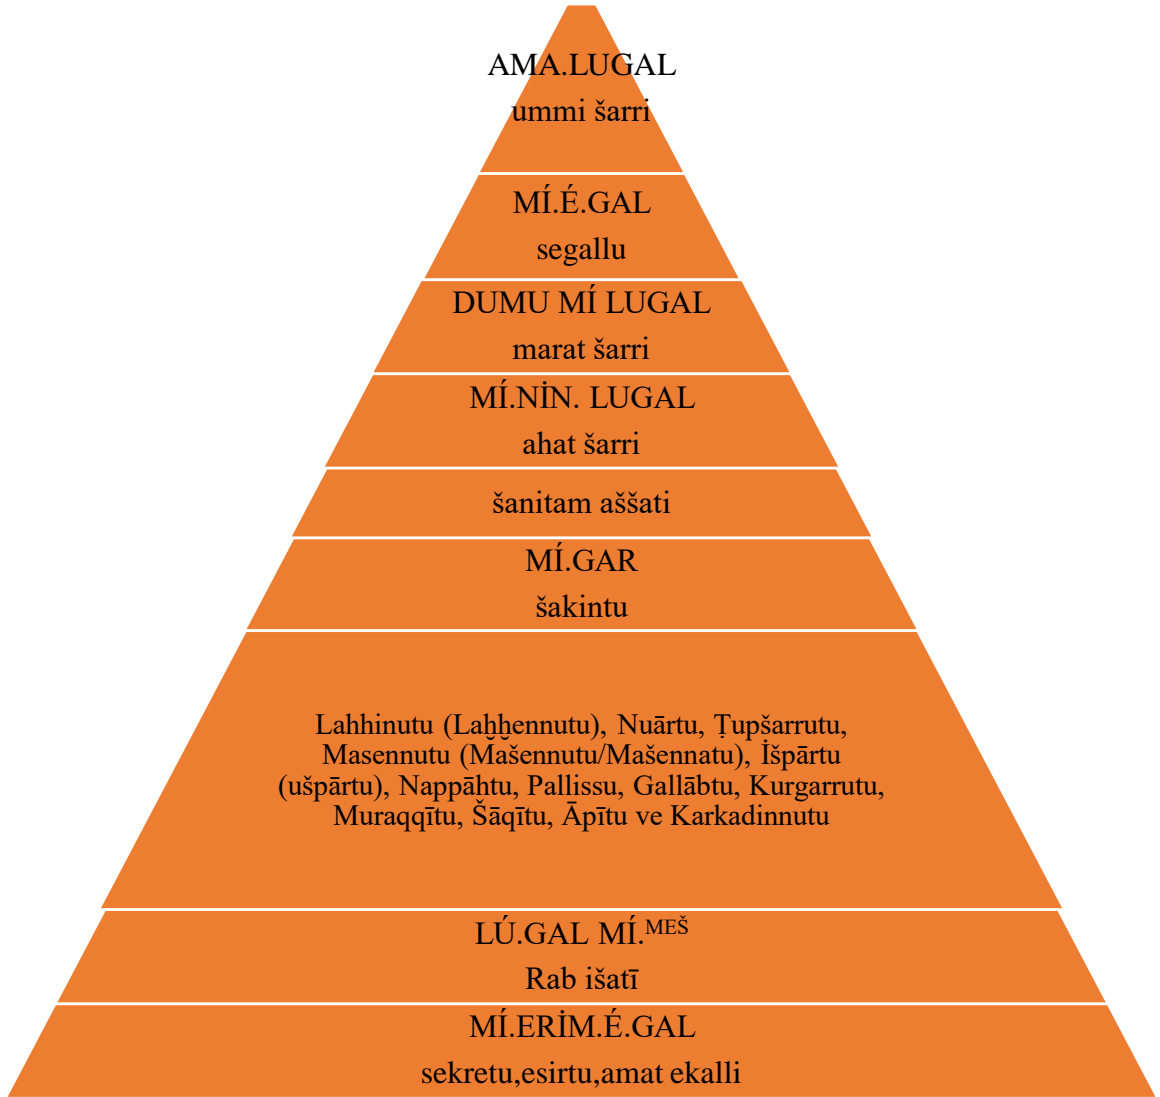 AMA.LUGAL
ummi šarri
MÍ.É.GAL
segallu
DUMU MÍ LUGAL
marat šarri
MÍ.NİN. LUGAL
ahat šarri
šanitam aššati
MÍ.GAR
šakintu
Lahhinutu (Laḫḫennutu), Nuārtu, Ṭupšarrutu,
Masennutu (Mašennutu/Mašennatu), İšpārtu
(ušpārtu), Nappāhtu, Pallissu, Gallābtu, Kurgarrutu,
Muraqqītu, Šāqītu, Āpītu ve Karkadinnutu
LÚ.GAL MÍ.MEŠ
Rab išatī
MÍ.ERİM.É.GAL
sekretu,esirtu,amat ekalli